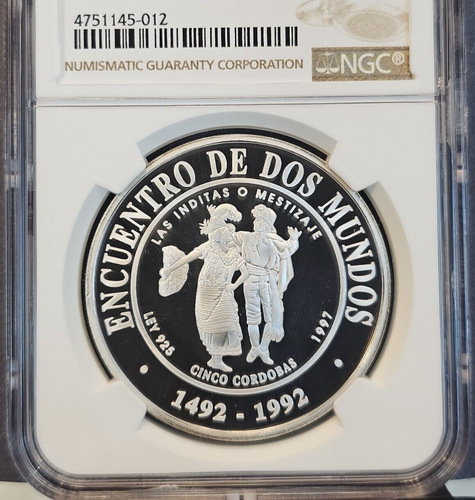 4751145-012
NUMISMATIC GUARANTY CORPORATION
NGC®
ENCUENTRO DE DOS MUNDOS
LAS INDITAS O MESTIZAJE
LEY 925
1997
CINCO CORDOBAS
1492 - 1992